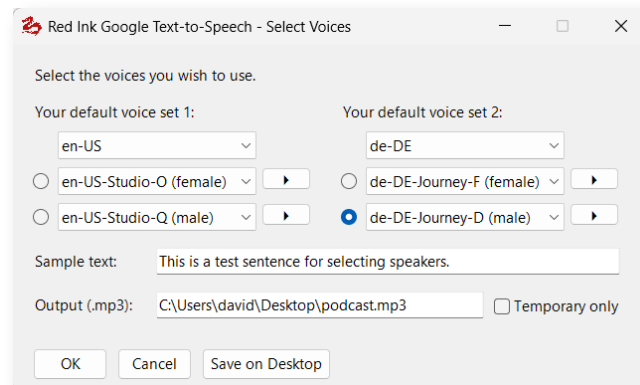 Red Ink Google Text-to-Speech - Select Voices
Select the voices you wish to use.
Your default voice set 1: Your default voice set 2:
en-US de-DE
en-US-Studio-O (female) de-DE-Journey-F (female)
en-US-Studio-Q (male) de-DE-Journey-D (male)
Sample text: This is a test sentence for selecting speakers.
Output (.mp3): C:\Users\david\Desktop\podcast.mp3 Temporary only
OK Cancel Save on Desktop